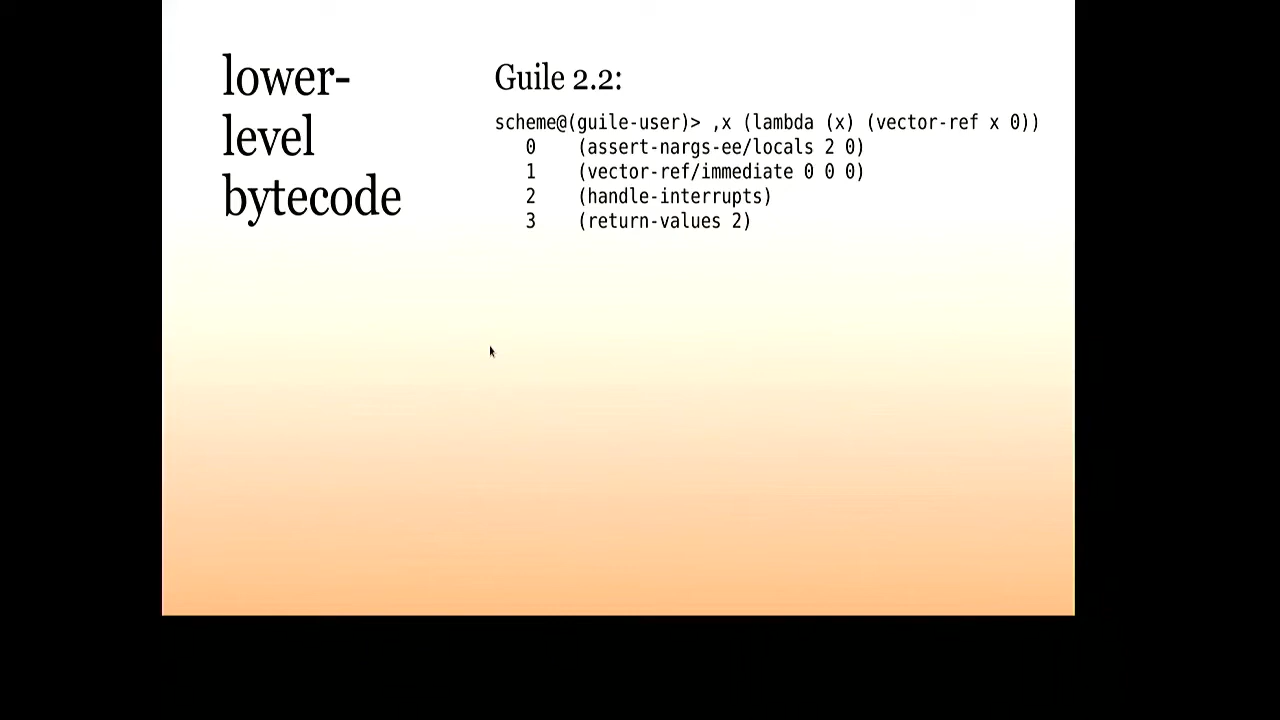 lower-
level
bytecode
Guile 2.2:
scheme@(guile-user)> ,x (lambda (x) (vector-ref x 0))
0 (assert-nargs-ee/locals 2 0)
1 (vector-ref/immediate 0 0 0)
2 (handle-interrupts)
3 (return-values 2)